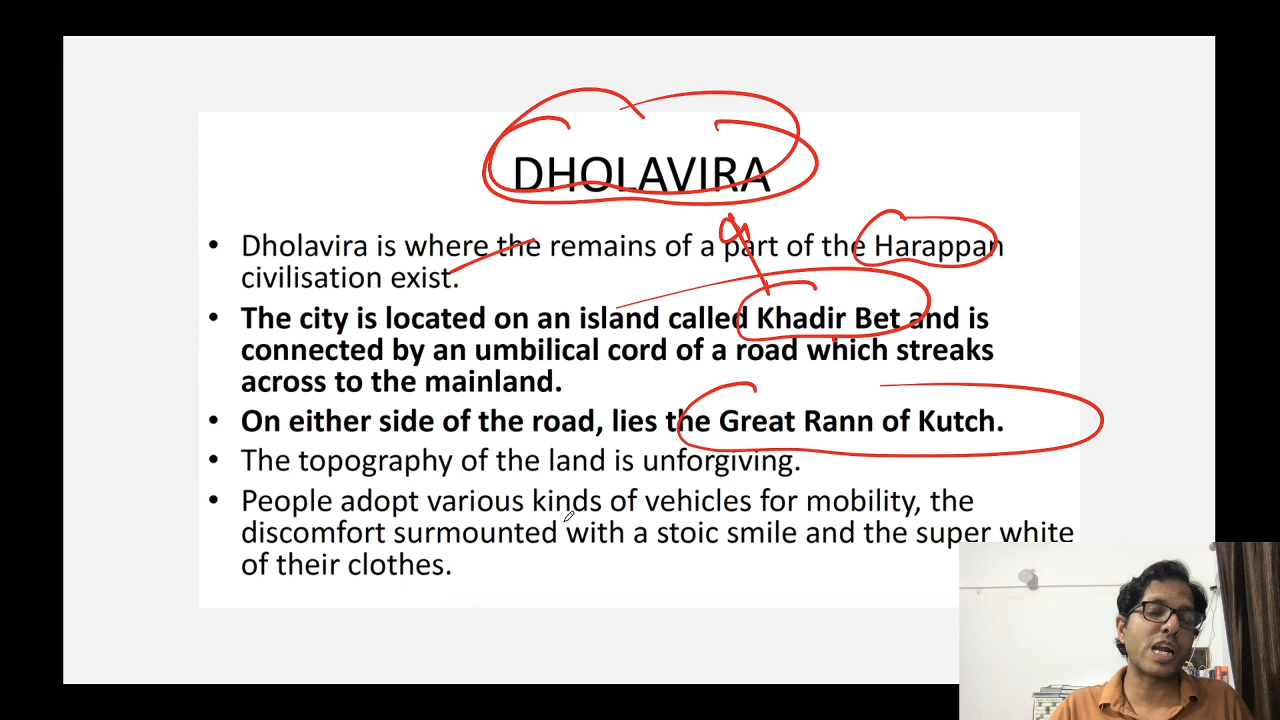 DHOLAVIRA
• Dholavira is where the remains of a part of the Harappan
civilisation exist.
• The city is located on an island called Khadir Bet and is
connected by an umbilical cord of a road which streaks
across to the mainland.
• On either side of the road, lies the Great Rann of Kutch.
• The topography of the land is unforgiving.
• People adopt various kinds of vehicles for mobility, the
discomfort surmounted with a stoic smile and the super white
of their clothes.